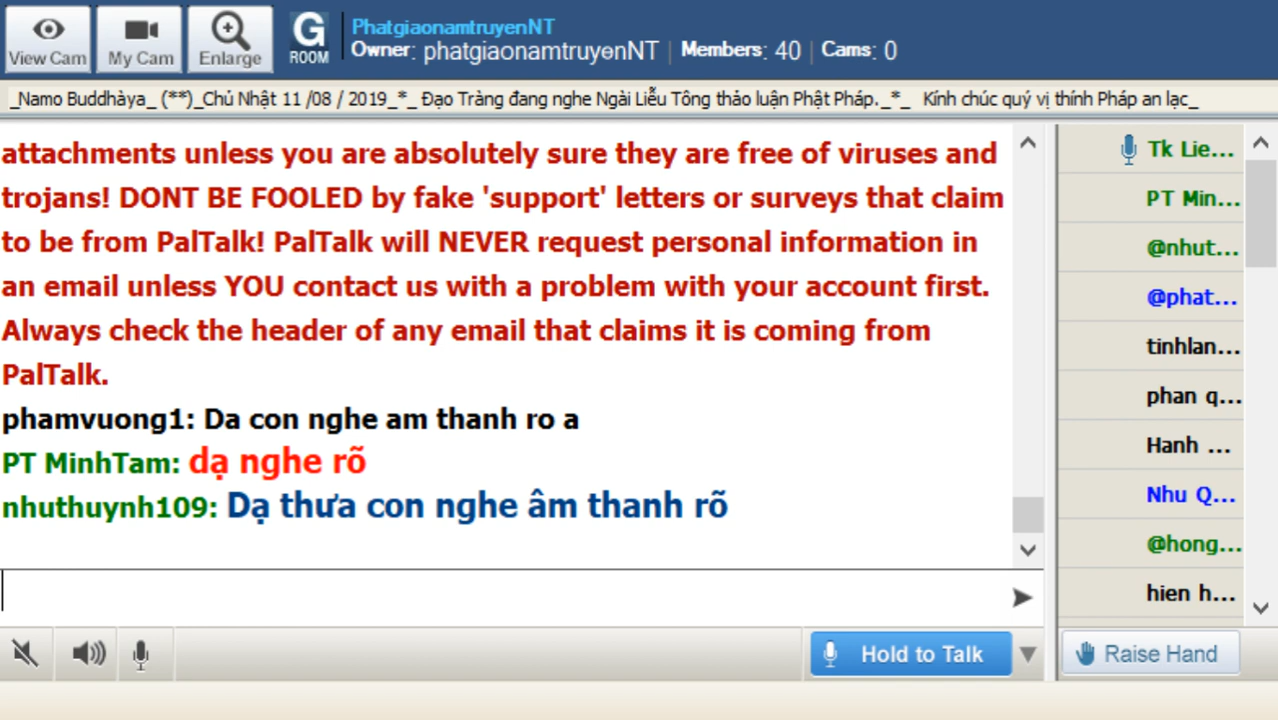 View Cam
My Cam
Enlarge
G
ROOM
PhatgiaonamtruyenNT
Owner: phatgiaonamtruyenNT | Members: 40 | Cams: 0
_Namo Buddhàya_ (**)_Chủ Nhật 11 /08 / 2019_*_ Đạo Tràng đang nghe Ngài Liễu Tông thảo luận Phật Pháp._*_ Kính chúc quý vị thính Pháp an lạc_
attachments unless you are absolutely sure they are free of viruses and
trojans! DONT BE FOOLED by fake 'support' letters or surveys that claim
to be from PalTalk! PalTalk will NEVER request personal information in
an email unless YOU contact us with a problem with your account first.
Always check the header of any email that claims it is coming from
PalTalk.
phamvuong1: Da con nghe am thanh ro a
PT MinhTam: dạ nghe rõ
nhuthuynh109: Dạ thưa con nghe âm thanh rõ
Tk Lie...
PT Min...
@nhut...
@phat...
tinhlan...
phan q...
Hanh ...
Nhu Q...
@hong...
hien h...
Hold to Talk
Raise Hand